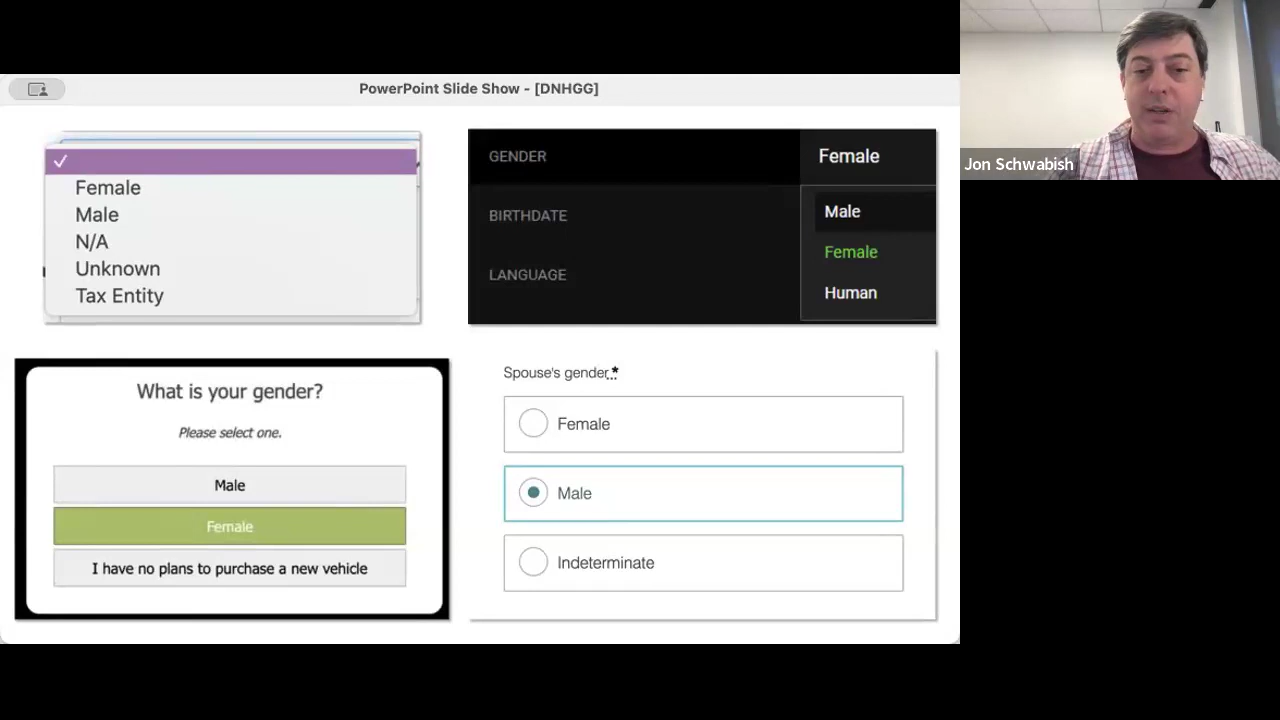 PowerPoint Slide Show - [DNHGG]
Jon Schwabish
Female
Male
N/A
Unknown
Tax Entity
GENDER
Female
BIRTHDATE
LANGUAGE
Male
Female
Human
What is your gender?
Please select one.
Male
Female
I have no plans to purchase a new vehicle
Spouse's gender *
Female
Male
Indeterminate